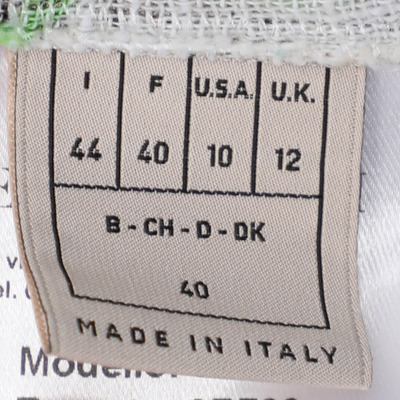 I F U.S.A. U.K.
44 40 10 12
B - CH - D - DK
40
MADE IN ITALY